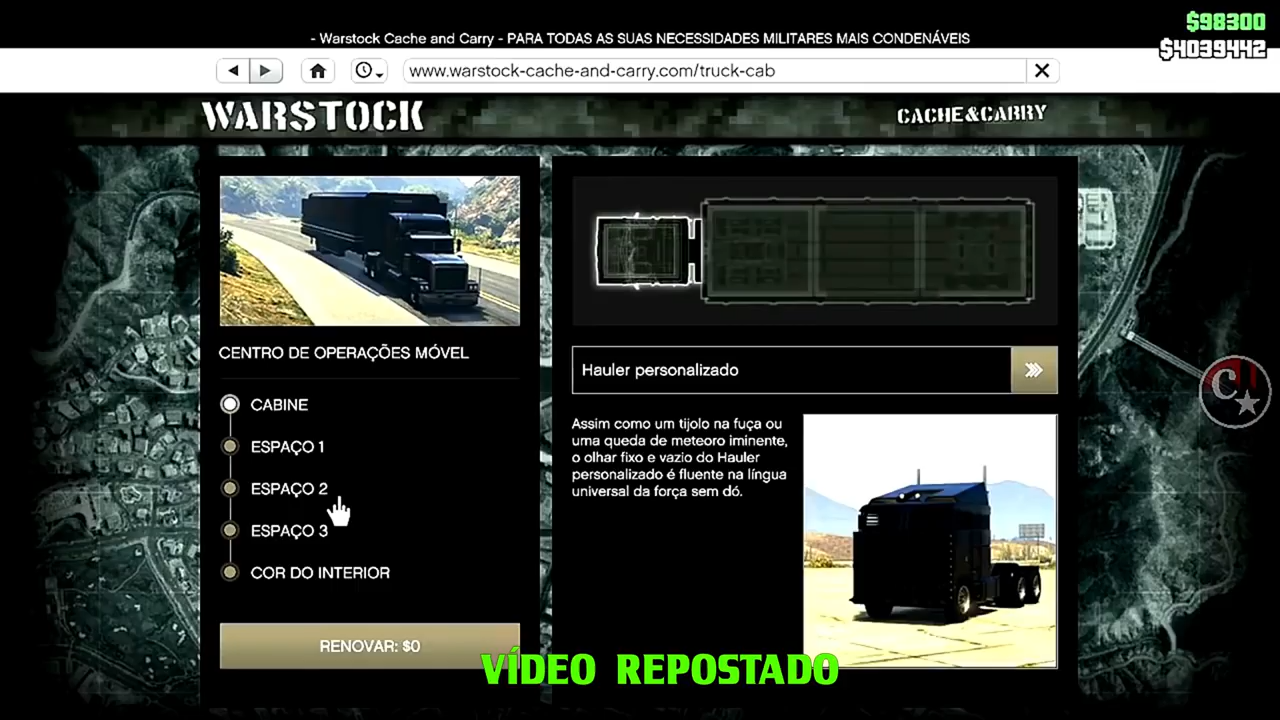 $98300
- Warstock Cache and Carry - PARA TODAS AS SUAS NECESSIDADES MILITARES MAIS CONDENÁVEIS
$4039442
www.warstock-cache-and-carry.com/truck-cab
WARSTOCK
CACHE&CARRY
CENTRO DE OPERAÇÕES MÓVEL
CABINE
ESPAÇO 1
ESPAÇO 2
ESPAÇO 3
COR DO INTERIOR
RENOVAR: $0
Hauler personalizado
Assim como um tijolo na fuça ou
uma queda de meteoro iminente,
o olhar fixo e vazio do Hauler
personalizado é fluente na língua
universal da força sem dó.
C
VÍDEO REPOSTADO